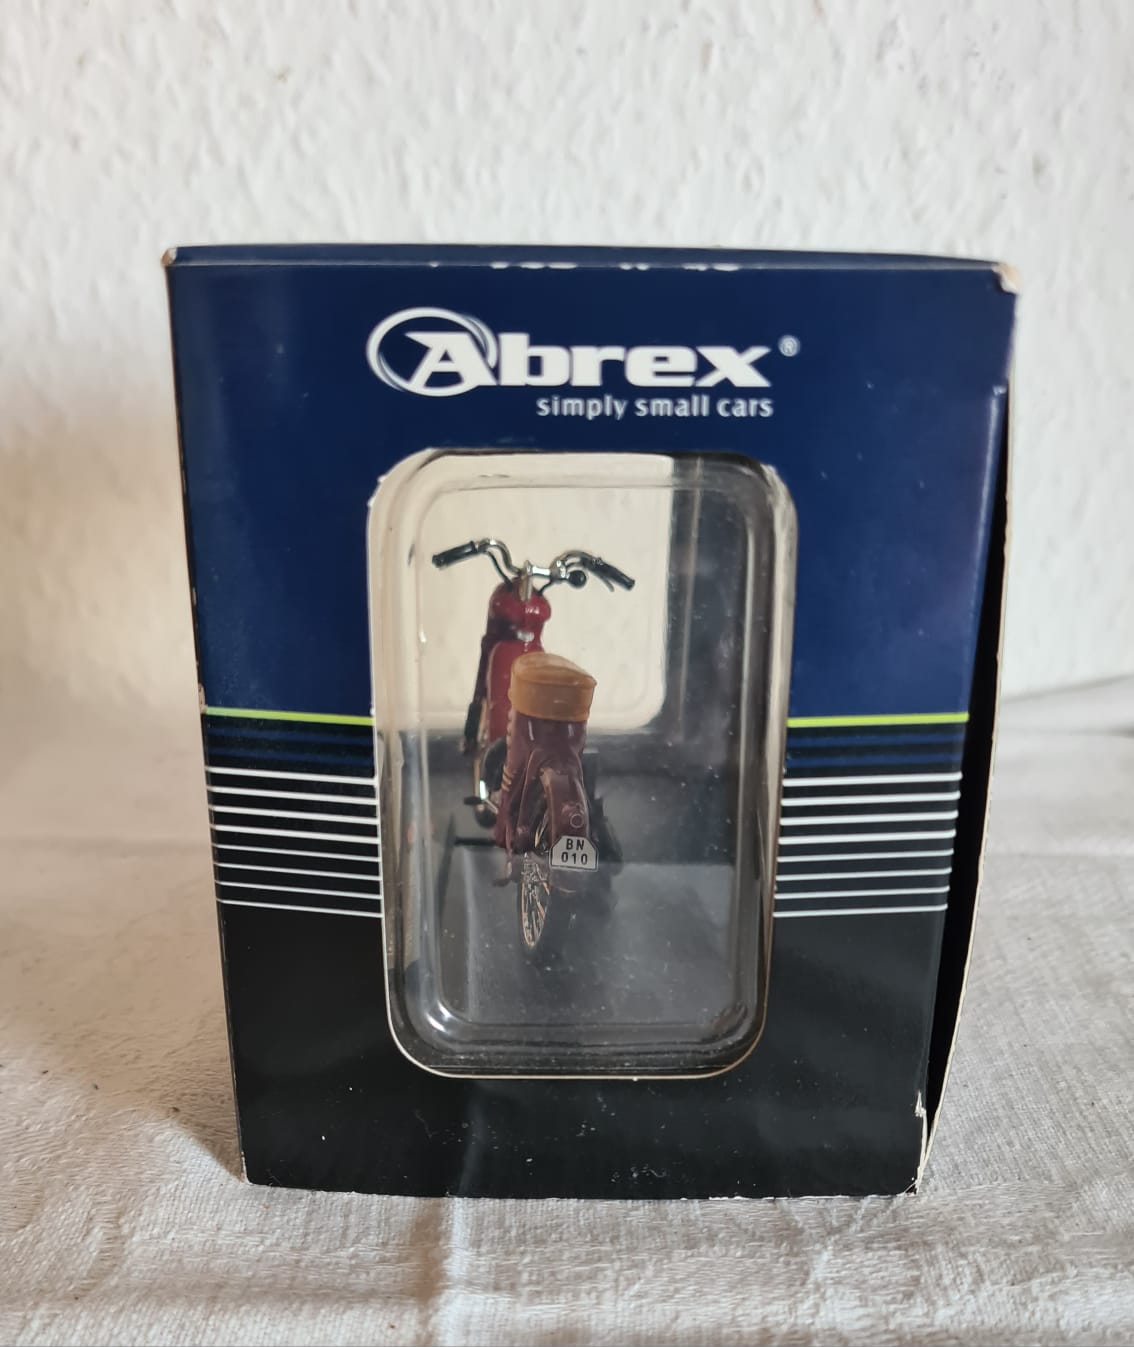 Abrex®
simply small cars
BN
010